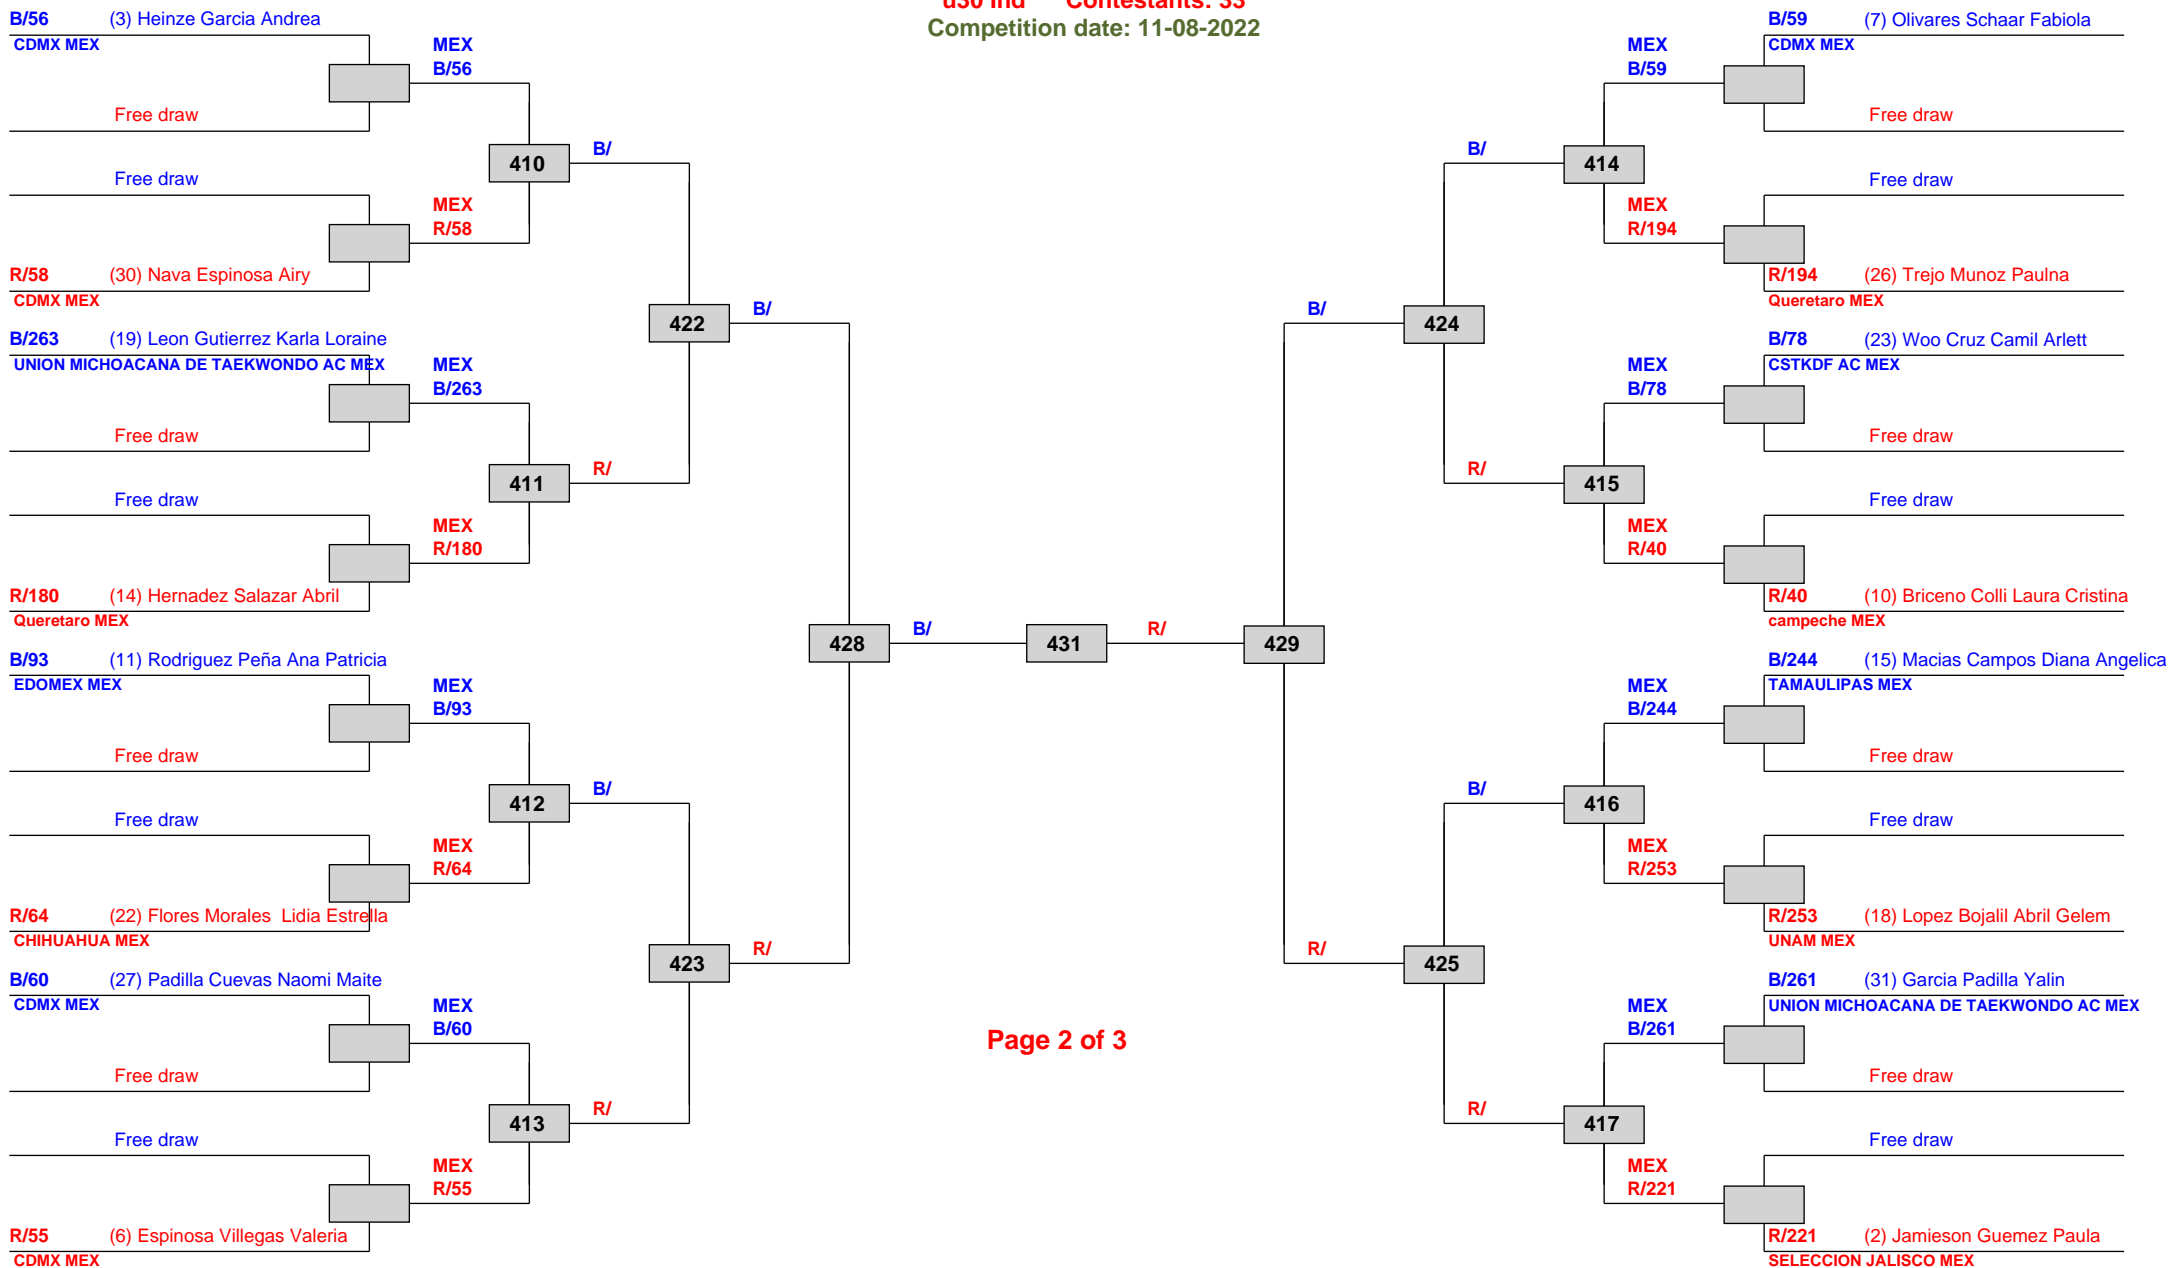 u30 Ind Contestants: 33
Competition date: 11-08-2022
B/56 (3) Heinze Garcia Andrea
CDMX MEX
MEX
B/56
Free draw
410
B/
Free draw
MEX
R/58
R/58 (30) Nava Espinosa Airy
CDMX MEX
422
B/
B/263 (19) Leon Gutierrez Karla Loraine
UNION MICHOACANA DE TAEKWONDO AC MEX
MEX
B/263
Free draw
411
R/
Free draw
MEX
R/180
R/180 (14) Hernadez Salazar Abril
Queretaro MEX
428
B/
B/93 (11) Rodriguez Peña Ana Patricia
EDOMEX MEX
MEX
B/93
Free draw
412
B/
Free draw
MEX
R/64
R/64 (22) Flores Morales  Lidia Estrella
CHIHUAHUA MEX
423
R/
B/60 (27) Padilla Cuevas Naomi Maite
CDMX MEX
MEX
B/60
Free draw
413
R/
Free draw
MEX
R/55
R/55 (6) Espinosa Villegas Valeria
CDMX MEX
431
R/
Page 2 of 3
B/59 (7) Olivares Schaar Fabiola
CDMX MEX
MEX
B/59
Free draw
B/
414
Free draw
MEX
R/194
R/194 (26) Trejo Munoz Paulna
Queretaro MEX
B/
424
B/78 (23) Woo Cruz Camil Arlett
CSTKDF AC MEX
MEX
B/78
Free draw
R/
415
Free draw
MEX
R/40
R/40 (10) Briceno Colli Laura Cristina
campeche MEX
429
B/244 (15) Macias Campos Diana Angelica
TAMAULIPAS MEX
MEX
B/244
Free draw
B/
416
Free draw
MEX
R/253
R/253 (18) Lopez Bojalil Abril Gelem
UNAM MEX
R/
425
B/261 (31) Garcia Padilla Yalin
UNION MICHOACANA DE TAEKWONDO AC MEX
MEX
B/261
Free draw
R/
417
Free draw
MEX
R/221
R/221 (2) Jamieson Guemez Paula
SELECCION JALISCO MEX